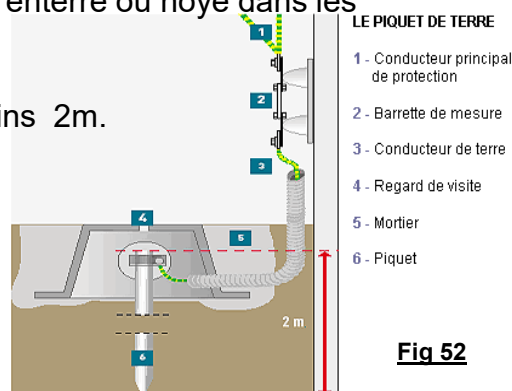 enterré ou noyé dans les
ins 2m.
LE PIQUET DE TERRE
1 - Conducteur principal
de protection
2 - Barrette de mesure
3 - Conducteur de terre
4 - Regard de visite
5 - Mortier
6 - Piquet
1
2
3
4
5
2 m
6
Fig 52